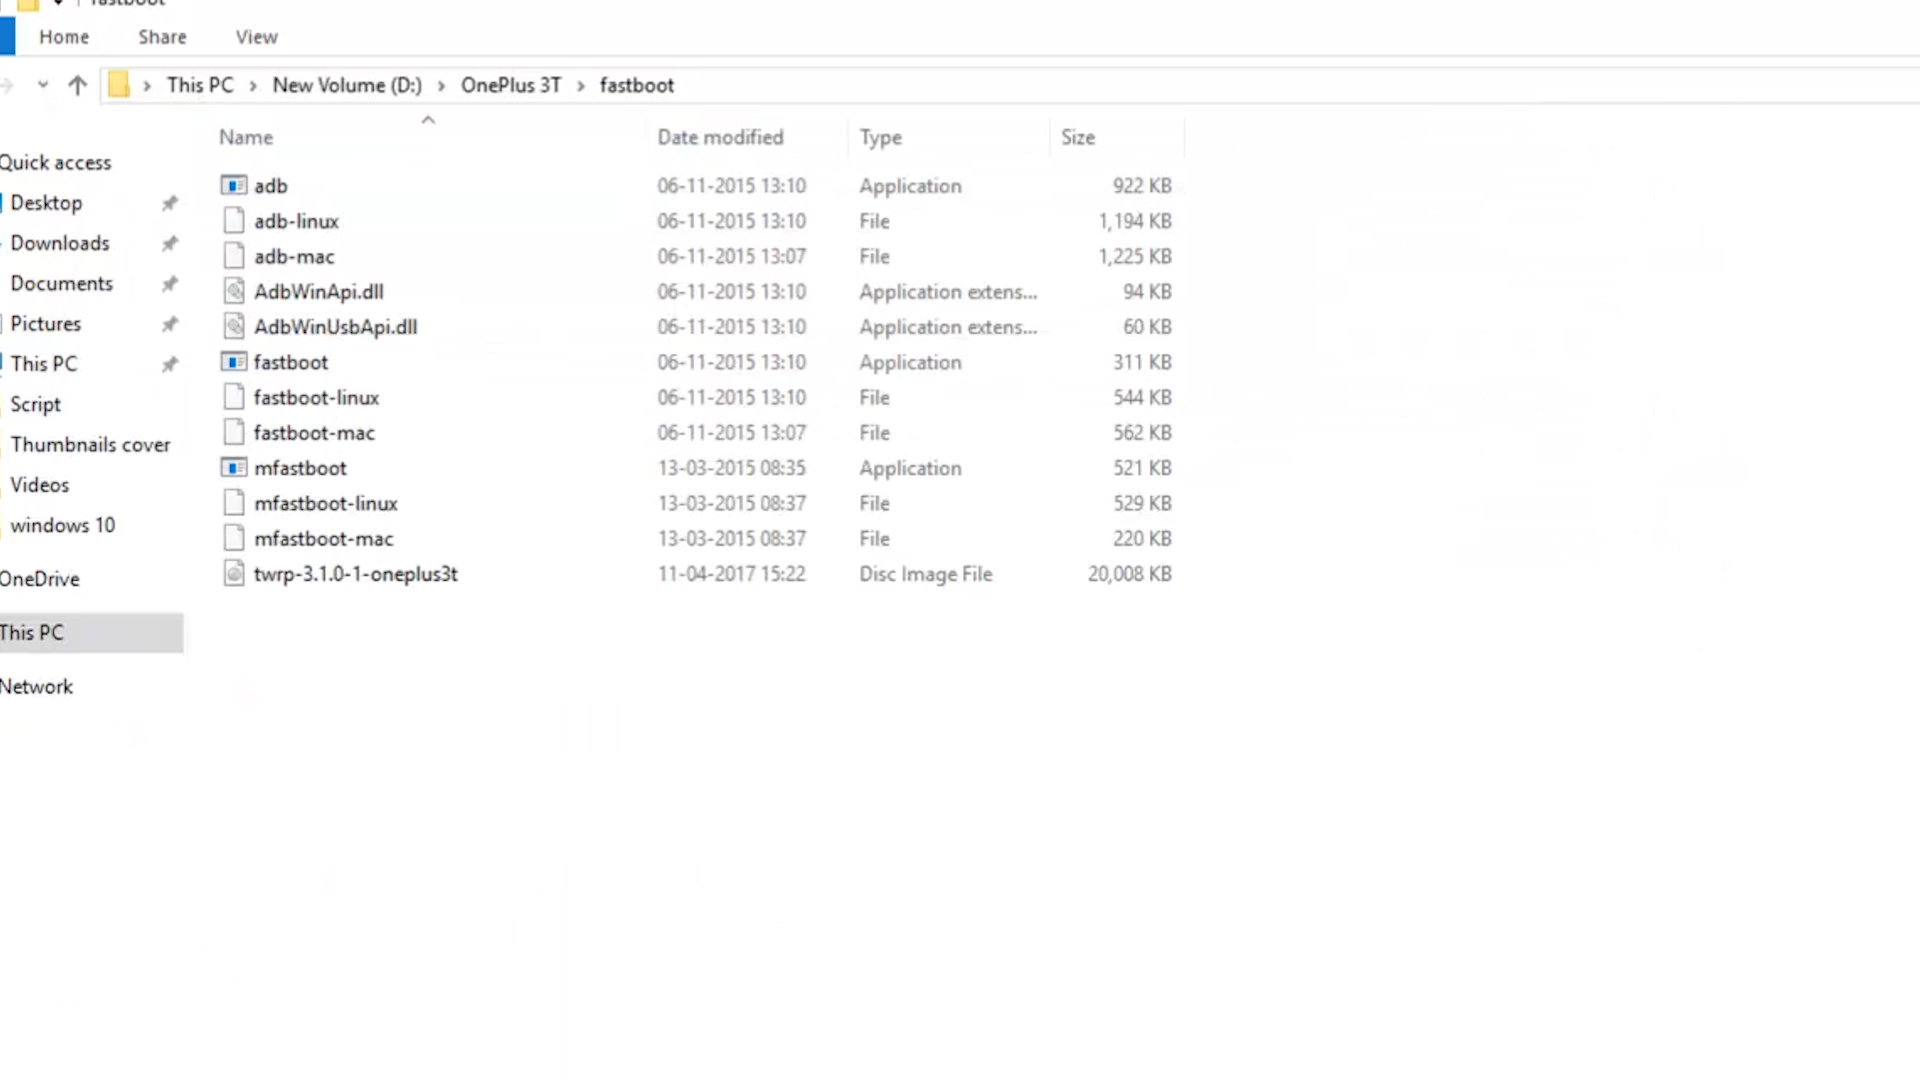 fastboot
Home Share View
This PC > New Volume (D:) > OnePlus 3T > fastboot
Name Date modified Type Size
Quick access
Desktop
Downloads
Documents
Pictures
This PC
Script
Thumbnails cover
Videos
windows 10
OneDrive
This PC
Network
adb 06-11-2015 13:10 Application 922 KB
adb-linux 06-11-2015 13:10 File 1,194 KB
adb-mac 06-11-2015 13:07 File 1,225 KB
AdbWinApi.dll 06-11-2015 13:10 Application extens... 94 KB
AdbWinUsbApi.dll 06-11-2015 13:10 Application extens... 60 KB
fastboot 06-11-2015 13:10 Application 311 KB
fastboot-linux 06-11-2015 13:10 File 544 KB
fastboot-mac 06-11-2015 13:07 File 562 KB
mfastboot 13-03-2015 08:35 Application 521 KB
mfastboot-linux 13-03-2015 08:37 File 529 KB
mfastboot-mac 13-03-2015 08:37 File 220 KB
twrp-3.1.0-1-oneplus3t 11-04-2017 15:22 Disc Image File 20,008 KB